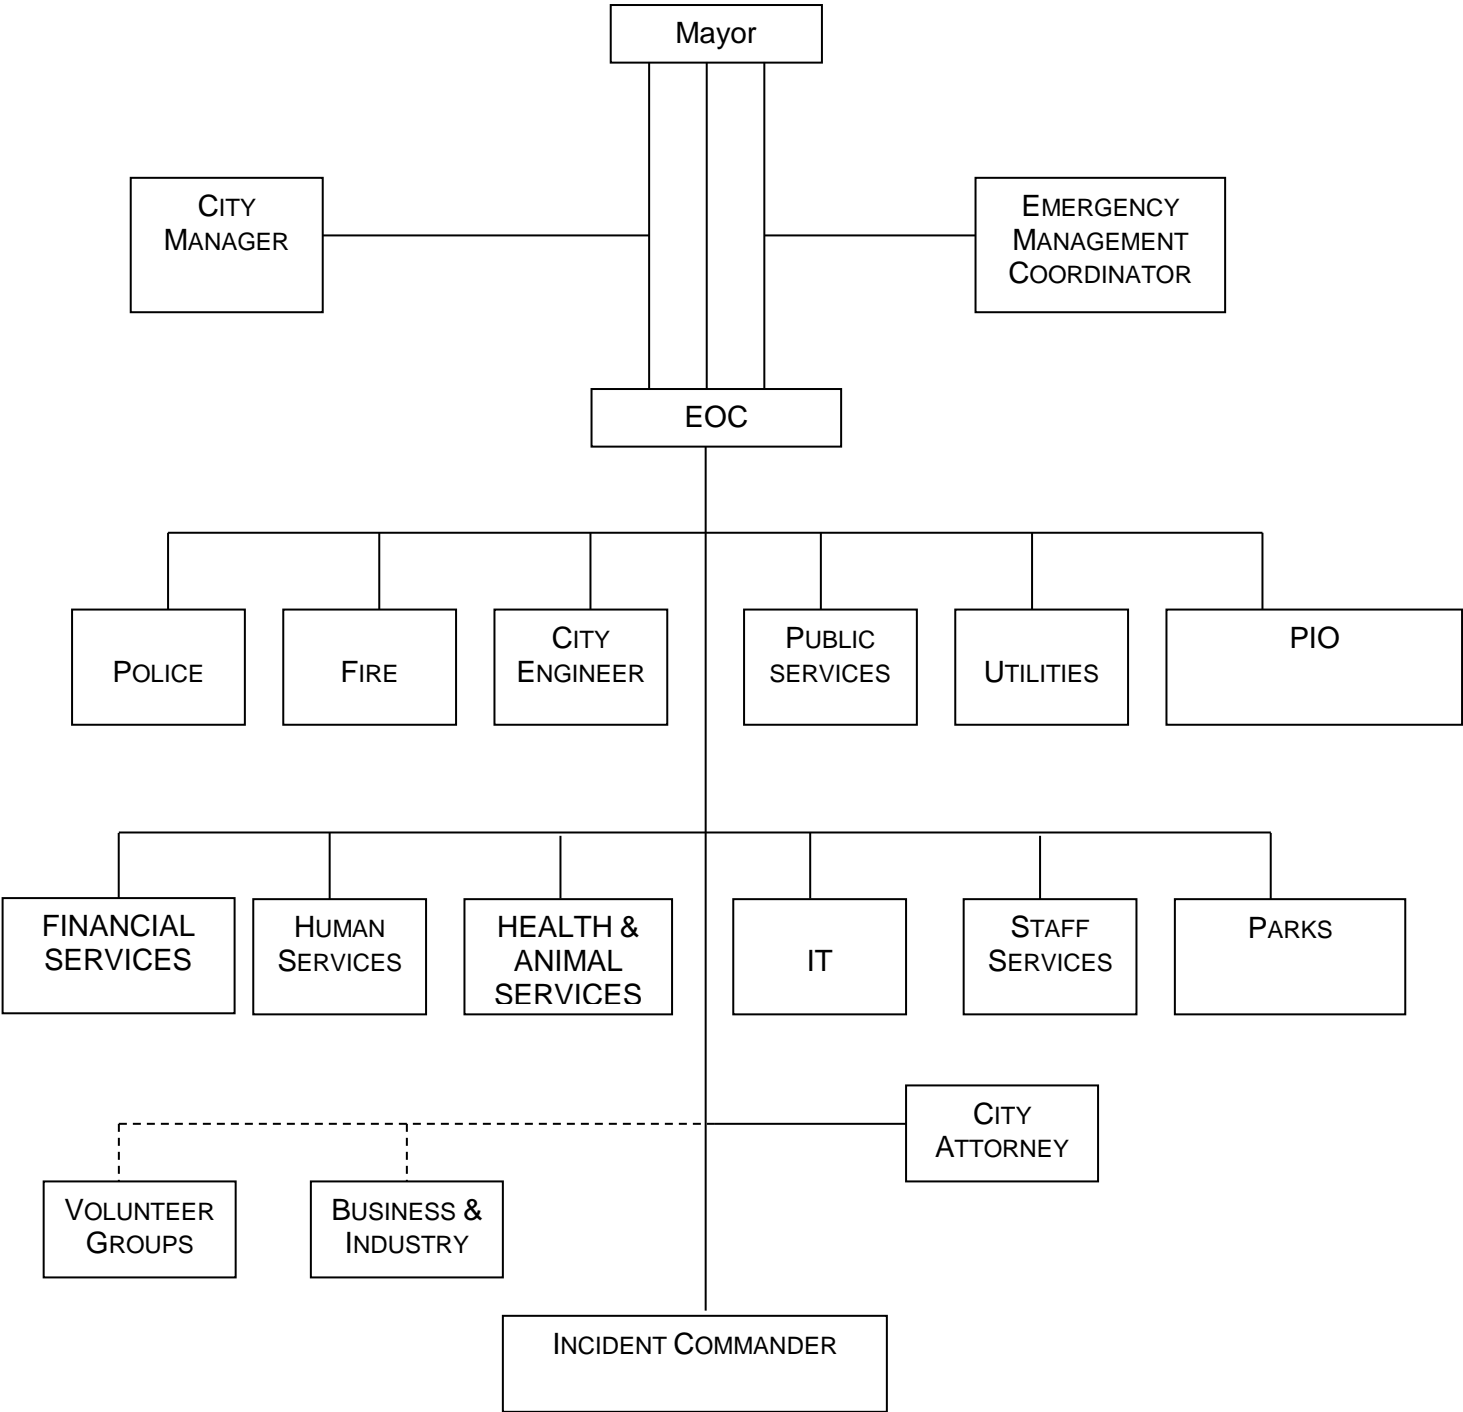 Mayor
CITY
MANAGER
EMERGENCY
MANAGEMENT
COORDINATOR
EOC
POLICE
FIRE
CITY
ENGINEER
PUBLIC
SERVICES
UTILITIES
PIO
FINANCIAL
SERVICES
HUMAN
SERVICES
HEALTH &
ANIMAL
SERVICES
IT
STAFF
SERVICES
PARKS
CITY
ATTORNEY
VOLUNTEER
GROUPS
BUSINESS &
INDUSTRY
INCIDENT COMMANDER